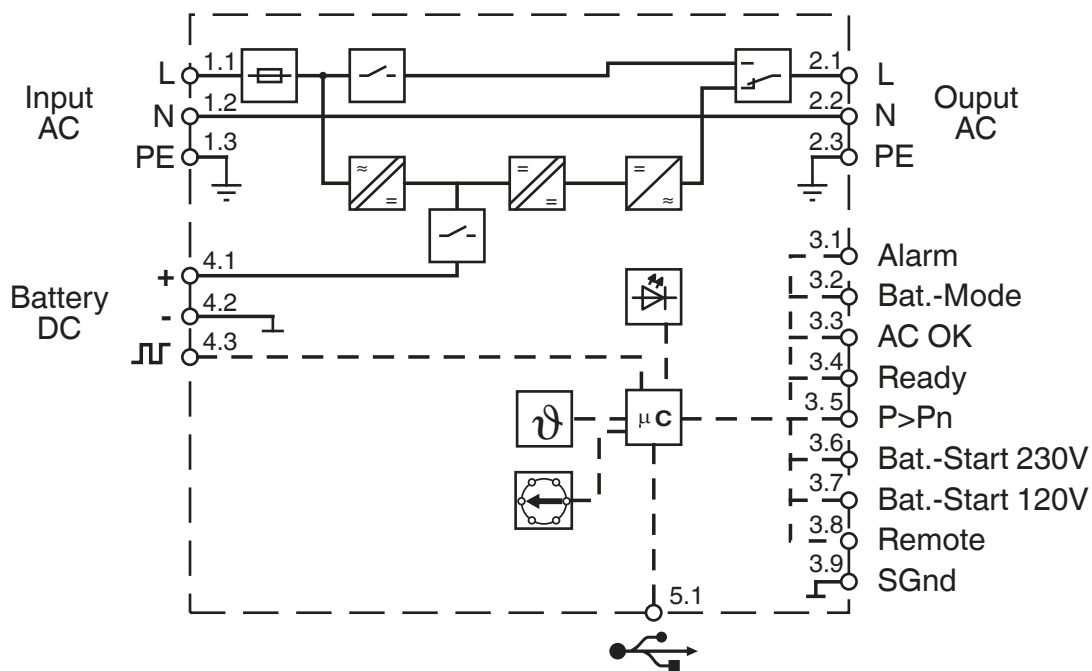 Input
AC
L
1.1
N
1.2
PE
1.3
2.1
L
2.2
N
2.3
PE
Ouput
AC
≈
=
=
=
=
≈
Battery
DC
+
4.1
-
4.2
4.3
ϑ
µC
3.1
Alarm
3.2
Bat.-Mode
3.3
AC OK
3.4
Ready
3.5
P>Pn
3.6
Bat.-Start 230V
3.7
Bat.-Start 120V
3.8
Remote
3.9
SGnd
5.1